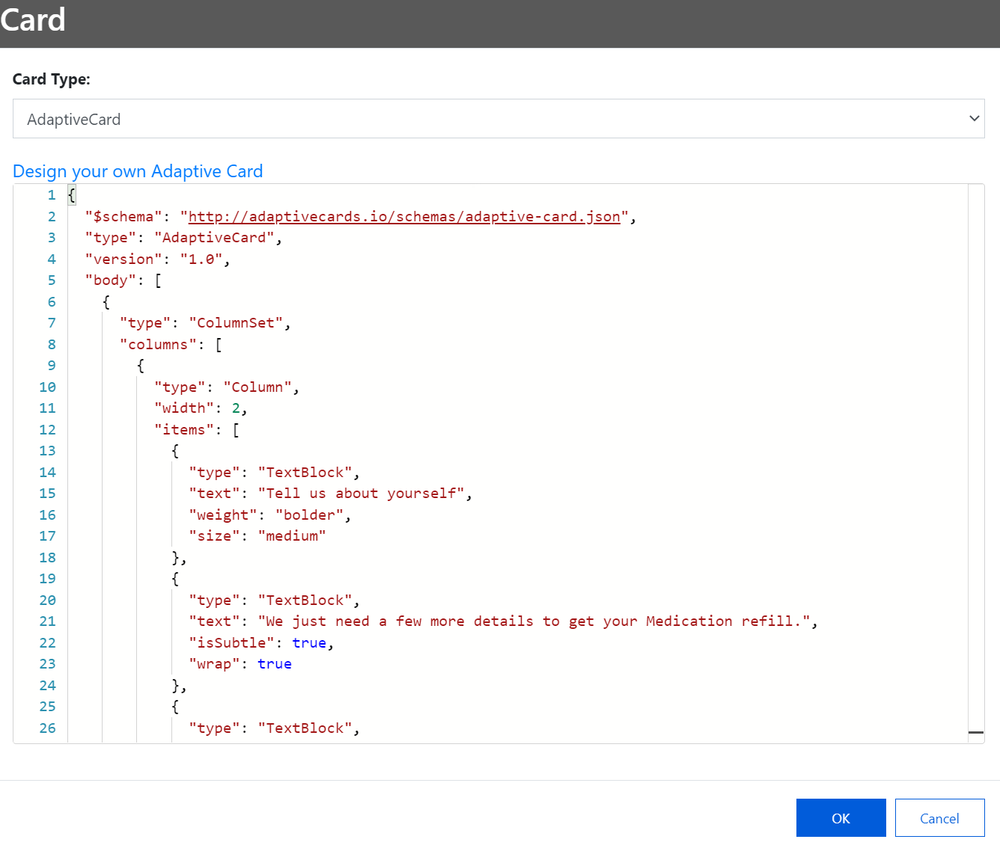 Card
Card Type:
AdaptiveCard
Design your own Adaptive Card
1 {
2 "$schema": "http://adaptivecards.io/schemas/adaptive-card.json",
3 "type": "AdaptiveCard",
4 "version": "1.0",
5 "body": [
6 {
7 "type": "ColumnSet",
8 "columns": [
9 {
10 "type": "Column",
11 "width": 2,
12 "items": [
13 {
14 "type": "TextBlock",
15 "text": "Tell us about yourself",
16 "weight": "bolder",
17 "size": "medium"
18 },
19 {
20 "type": "TextBlock",
21 "text": "We just need a few more details to get your Medication refill.",
22 "isSubtle": true,
23 "wrap": true
24 },
25 {
26 "type": "TextBlock",
OK Cancel